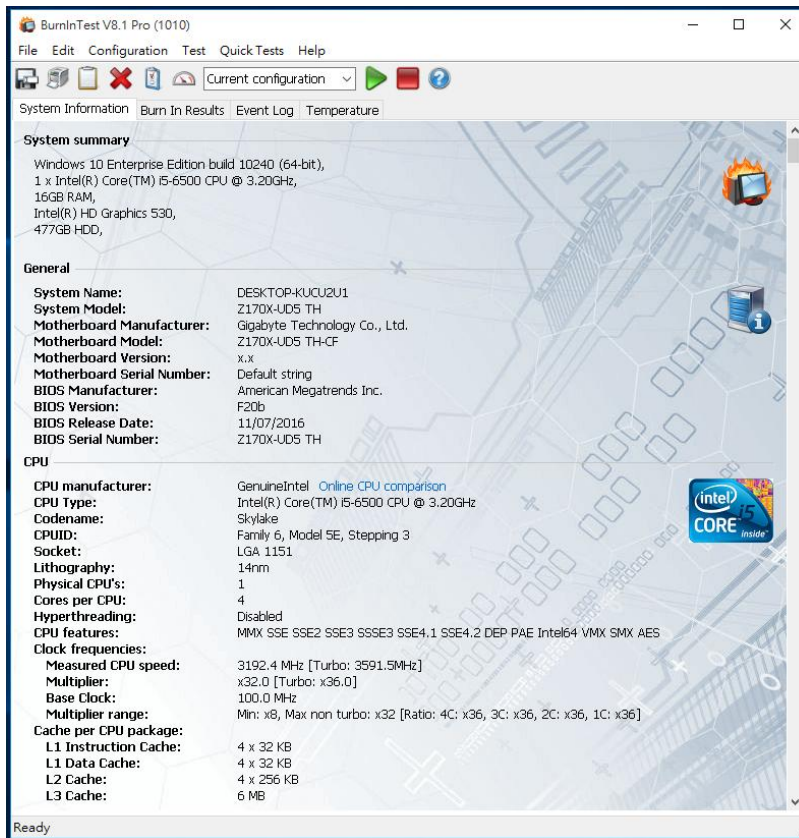 BurnInTest V8.1 Pro (1010)
File Edit Configuration Test Quick Tests Help
Current configuration
System Information Burn In Results Event Log Temperature
System summary
Windows 10 Enterprise Edition build 10240 (64-bit),
1 x Intel(R) Core(TM) i5-6500 CPU @ 3.20GHz,
16GB RAM,
Intel(R) HD Graphics 530,
477GB HDD,
General
System Name: DESKTOP-KUCU2U1
System Model: Z170X-UD5 TH
Motherboard Manufacturer: Gigabyte Technology Co., Ltd.
Motherboard Model: Z170X-UD5 TH-CF
Motherboard Version: x.x
Motherboard Serial Number: Default string
BIOS Manufacturer: American Megatrends Inc.
BIOS Version: F20b
BIOS Release Date: 11/07/2016
BIOS Serial Number: Z170X-UD5 TH
CPU
CPU manufacturer: GenuineIntel Online CPU comparison
CPU Type: Intel(R) Core(TM) i5-6500 CPU @ 3.20GHz
Codename: Skylake
CPUID: Family 6, Model 5E, Stepping 3
Socket: LGA 1151
Lithography: 14nm
Physical CPU's: 1
Cores per CPU: 4
Hyperthreading: Disabled
CPU features: MMX SSE SSE2 SSE3 SSSE3 SSE4.1 SSE4.2 DEP PAE Intel64 VMX SMX AES
Clock frequencies:
Measured CPU speed: 3192.4 MHz [Turbo: 3591.5MHz]
Multiplier: x32.0 [Turbo: x36.0]
Base Clock: 100.0 MHz
Multiplier range: Min: x8, Max non turbo: x32 [Ratio: 4C: x36, 3C: x36, 2C: x36, 1C: x36]
Cache per CPU package:
L1 Instruction Cache: 4 x 32 KB
L1 Data Cache: 4 x 32 KB
L2 Cache: 4 x 256 KB
L3 Cache: 6 MB
intel
i5
CORE
inside™
Ready